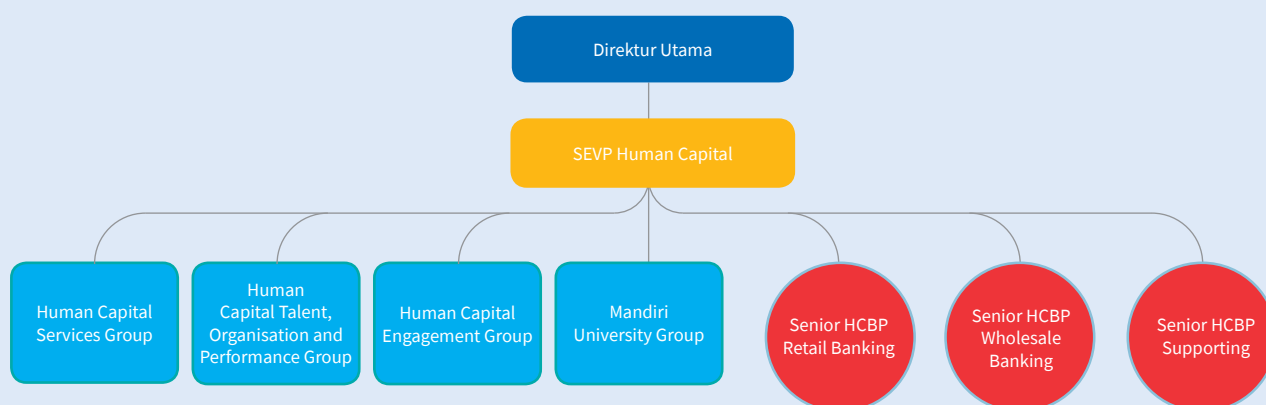 Direktur Utama
SEVP Human Capital
Human Capital
Services Group
Human
Capital Talent,
Organisation and
Performance Group
Human Capital
Engagement Group
Mandiri
University Group
Senior HCBP
Retail Banking
Senior HCBP
Wholesale
Banking
Senior HCBP
Supporting